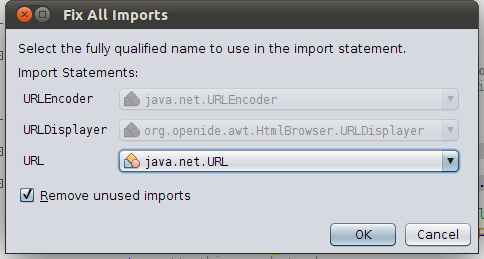 Fix All Imports
Select the fully qualified name to use in the import statement.
Import Statements:
URLEncoder java.net.URLEncoder
URLDisplayer org.openide.awt.HtmlBrowser.URLDisplayer
URL java.net.URL
Remove unused imports
OK Cancel